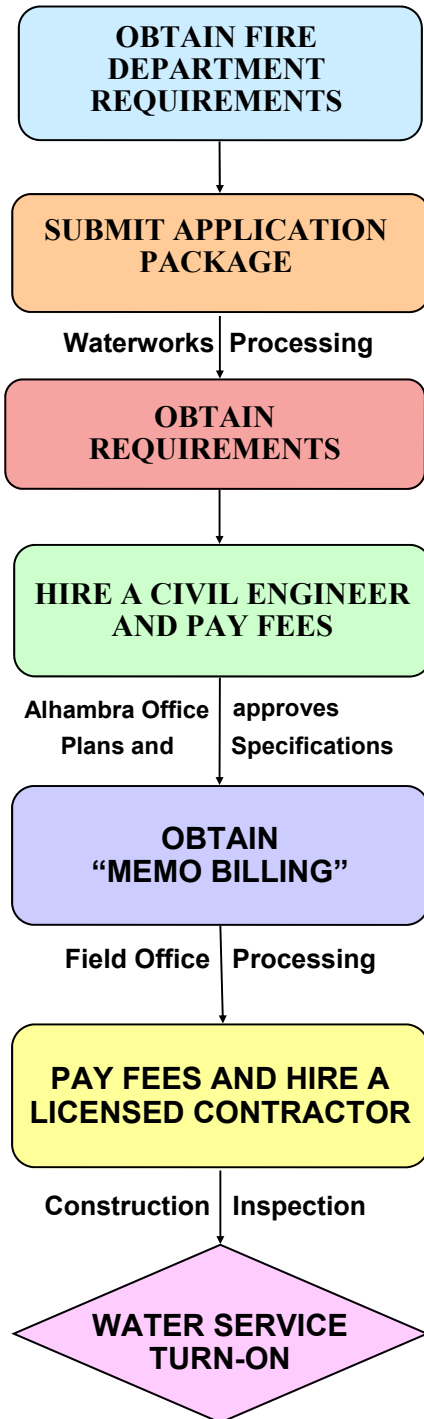 OBTAIN FIRE
DEPARTMENT
REQUIREMENTS
SUBMIT APPLICATION
PACKAGE
Waterworks Processing
OBTAIN
REQUIREMENTS
HIRE A CIVIL ENGINEER
AND PAY FEES
Alhambra Office approves
Plans and Specifications
OBTAIN
“MEMO BILLING”
Field Office Processing
PAY FEES AND HIRE A
LICENSED CONTRACTOR
Construction Inspection
WATER SERVICE
TURN-ON